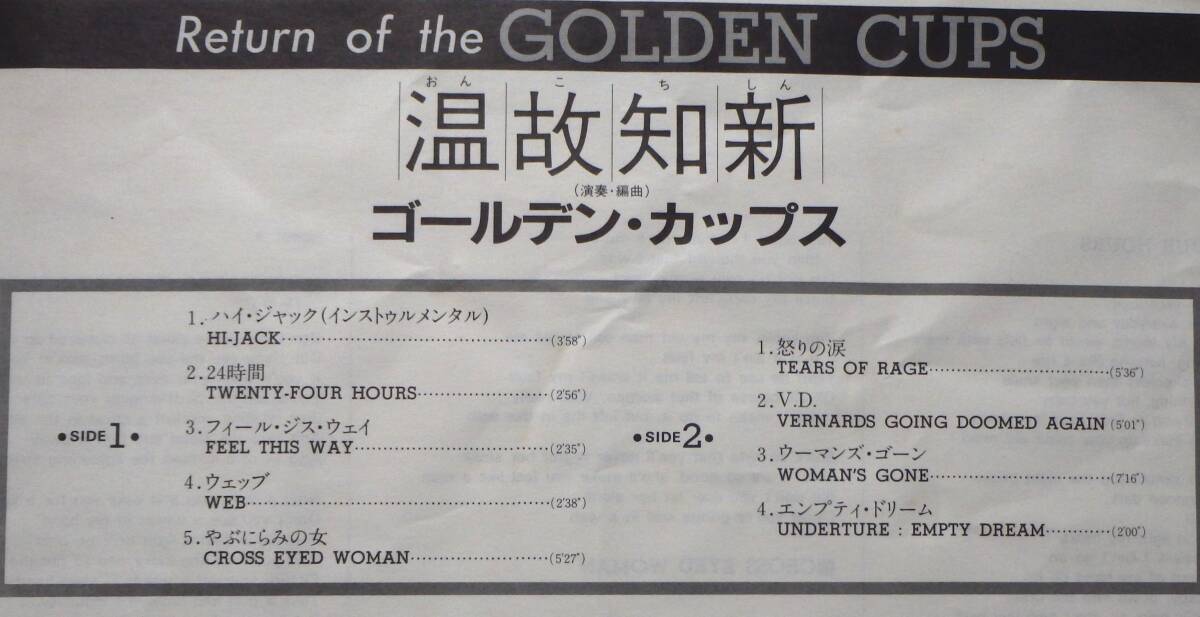 Return of the GOLDEN CUPS
おん こ ち しん
温故知新
(演奏・編曲)
ゴールデン・カップス
•SIDE 1•
1. ハイ・ジャック(インストゥルメンタル)
HI-JACK……………………………(3′58″)
2. 24時間
TWENTY-FOUR HOURS……………(2′56″)
3. フィール・ジス・ウェイ
FEEL THIS WAY……………………(2′35″)
4. ウェッブ
WEB…………………………………(2′38″)
5. やぶにらみの女
CROSS EYED WOMAN……………(5′27″)
•SIDE 2•
1. 怒りの涙
TEARS OF RAGE……………………(5′36″)
2. V.D.
VERNARDS GOING DOOMED AGAIN (5′01″)
3. ウーマンズ・ゴーン
WOMAN'S GONE……………………(7′16″)
4. エンプティ・ドリーム
UNDERTURE : EMPTY DREAM…………(2′00″)